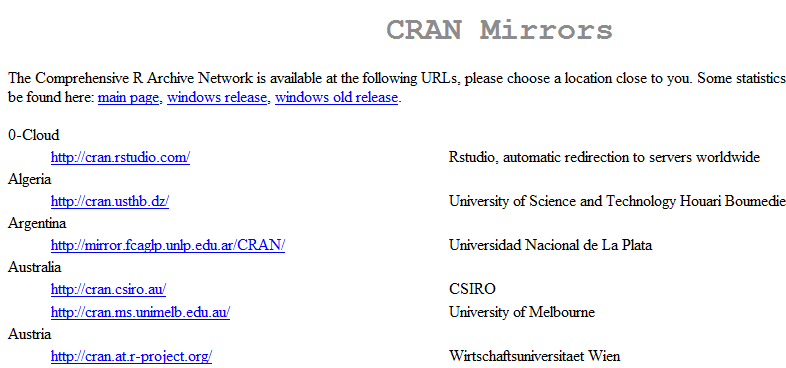 CRAN Mirrors
The Comprehensive R Archive Network is available at the following URLs, please choose a location close to you. Some statistics
be found here: main page, windows release, windows old release.
0-Cloud
http://cran.rstudio.com/ Rstudio, automatic redirection to servers worldwide
Algeria
http://cran.usthb.dz/ University of Science and Technology Houari Boumedie
Argentina
http://mirror.fcaglp.unlp.edu.ar/CRAN/ Universidad Nacional de La Plata
Australia
http://cran.csiro.au/ CSIRO
http://cran.ms.unimelb.edu.au/ University of Melbourne
Austria
http://cran.at.r-project.org/ Wirtschaftsuniversitaet Wien